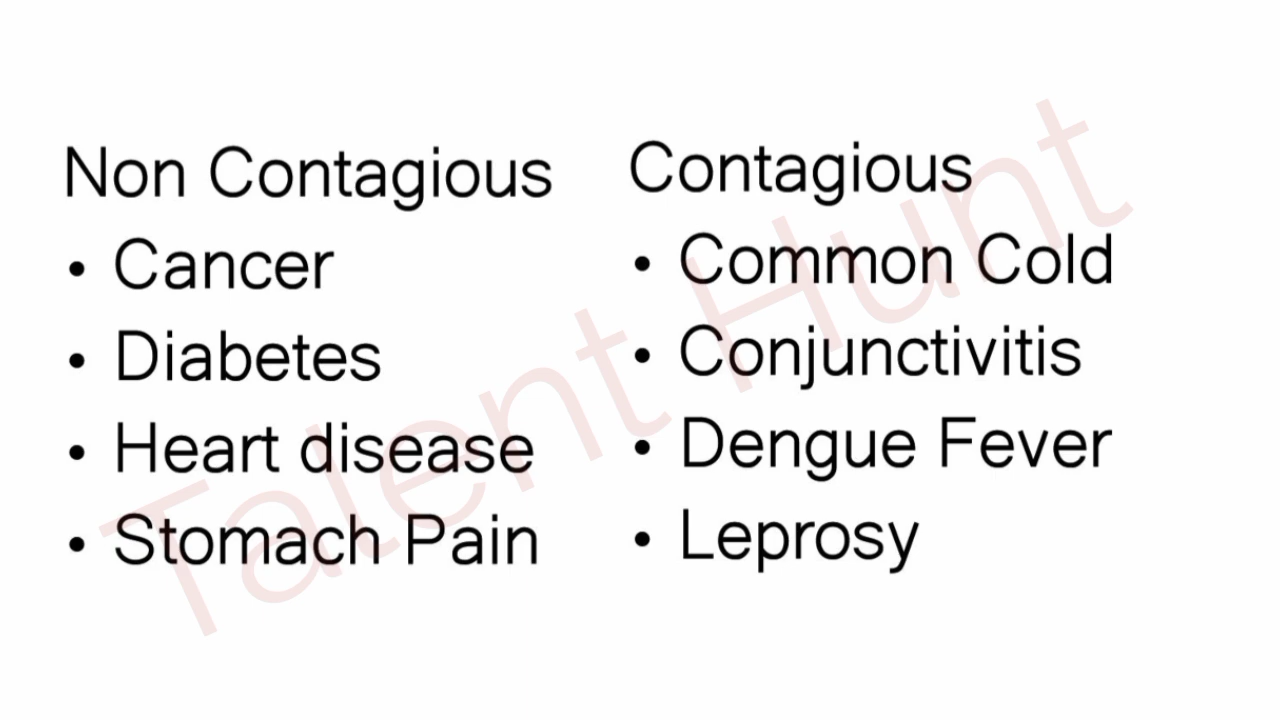 Non Contagious
• Cancer
• Diabetes
• Heart disease
• Stomach Pain
Contagious
• Common Cold
• Conjunctivitis
• Dengue Fever
• Leprosy
Talent Hunt